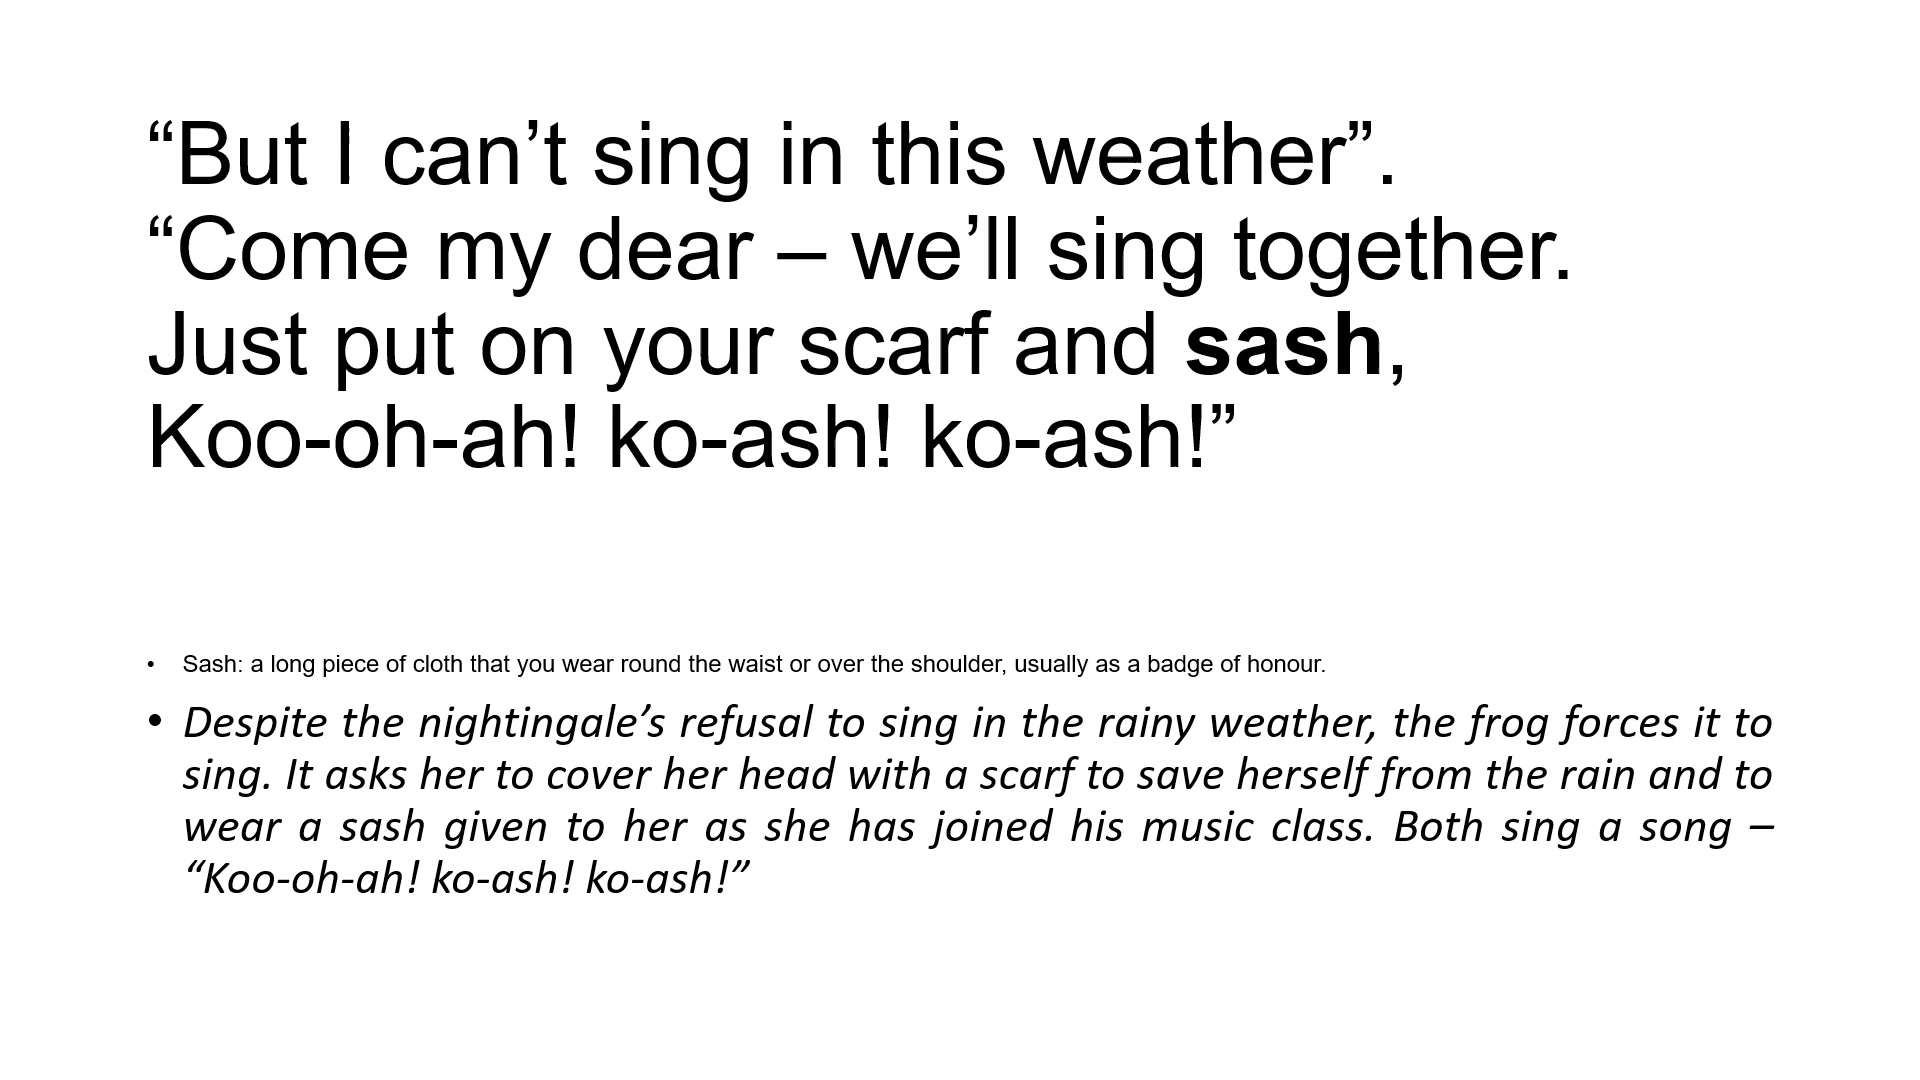 “But I can’t sing in this weather”.
“Come my dear – we’ll sing together.
Just put on your scarf and sash,
Koo-oh-ah! ko-ash! ko-ash!”
• Sash: a long piece of cloth that you wear round the waist or over the shoulder, usually as a badge of honour.
• Despite the nightingale’s refusal to sing in the rainy weather, the frog forces it to
sing. It asks her to cover her head with a scarf to save herself from the rain and to
wear a sash given to her as she has joined his music class. Both sing a song –
“Koo-oh-ah! ko-ash! ko-ash!”